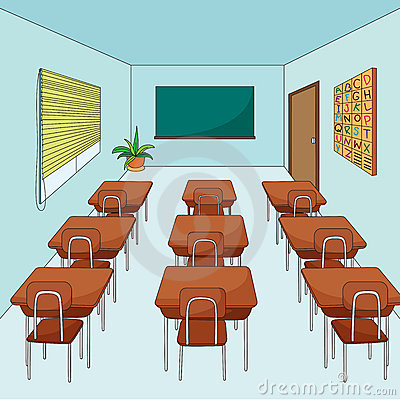 A B C D
E F G H
I J K L
M N O P
Q R S T
dreamstime.com